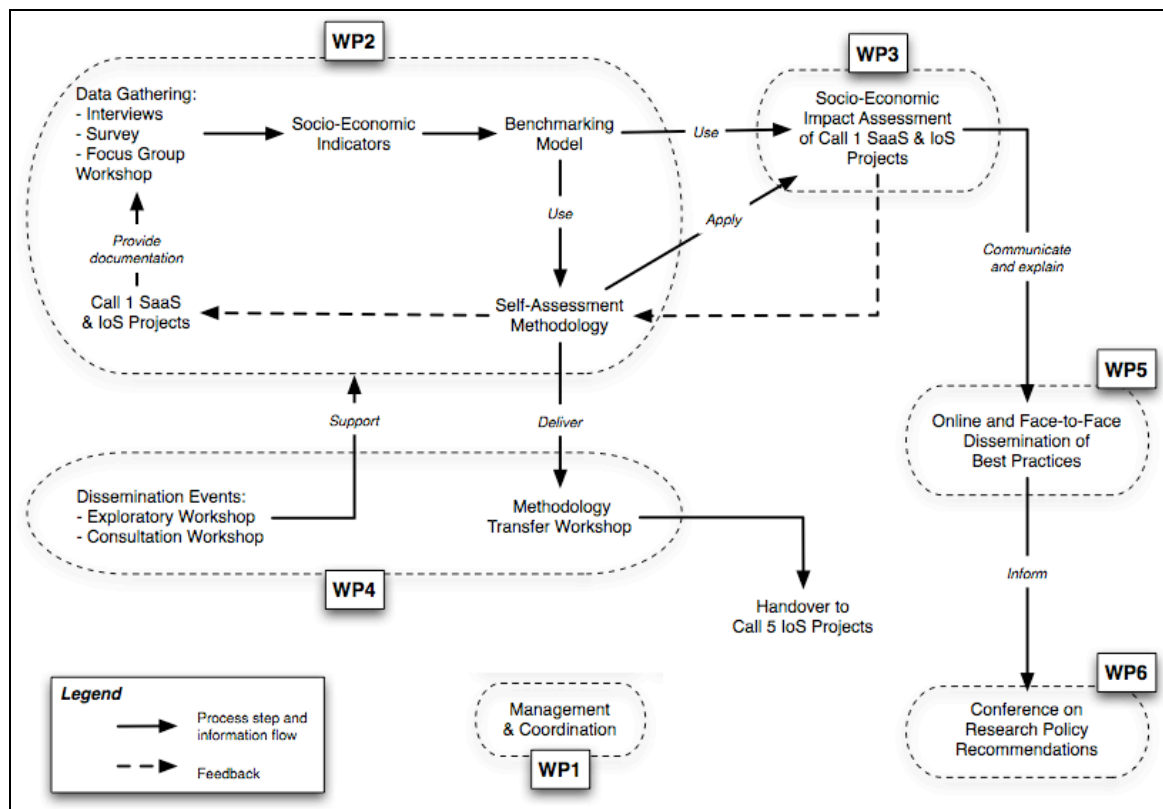 WP2
Data Gathering:
- Interviews
- Survey
- Focus Group
Workshop
Socio-Economic
Indicators
Benchmarking
Model
Use
WP3
Socio-Economic
Impact Assessment
of Call 1 SaaS & IoS
Projects
Use
Apply
Provide
documentation
Call 1 SaaS
& IoS Projects
Self-Assessment
Methodology
Communicate
and explain
Support
Deliver
WP5
Online and Face-to-Face
Dissemination of
Best Practices
Dissemination Events:
- Exploratory Workshop
- Consultation Workshop
Methodology
Transfer Workshop
WP4
Handover to
Call 5 IoS Projects
Inform
Legend
Process step and
information flow
Feedback
Management
& Coordination
WP1
WP6
Conference on
Research Policy
Recommendations